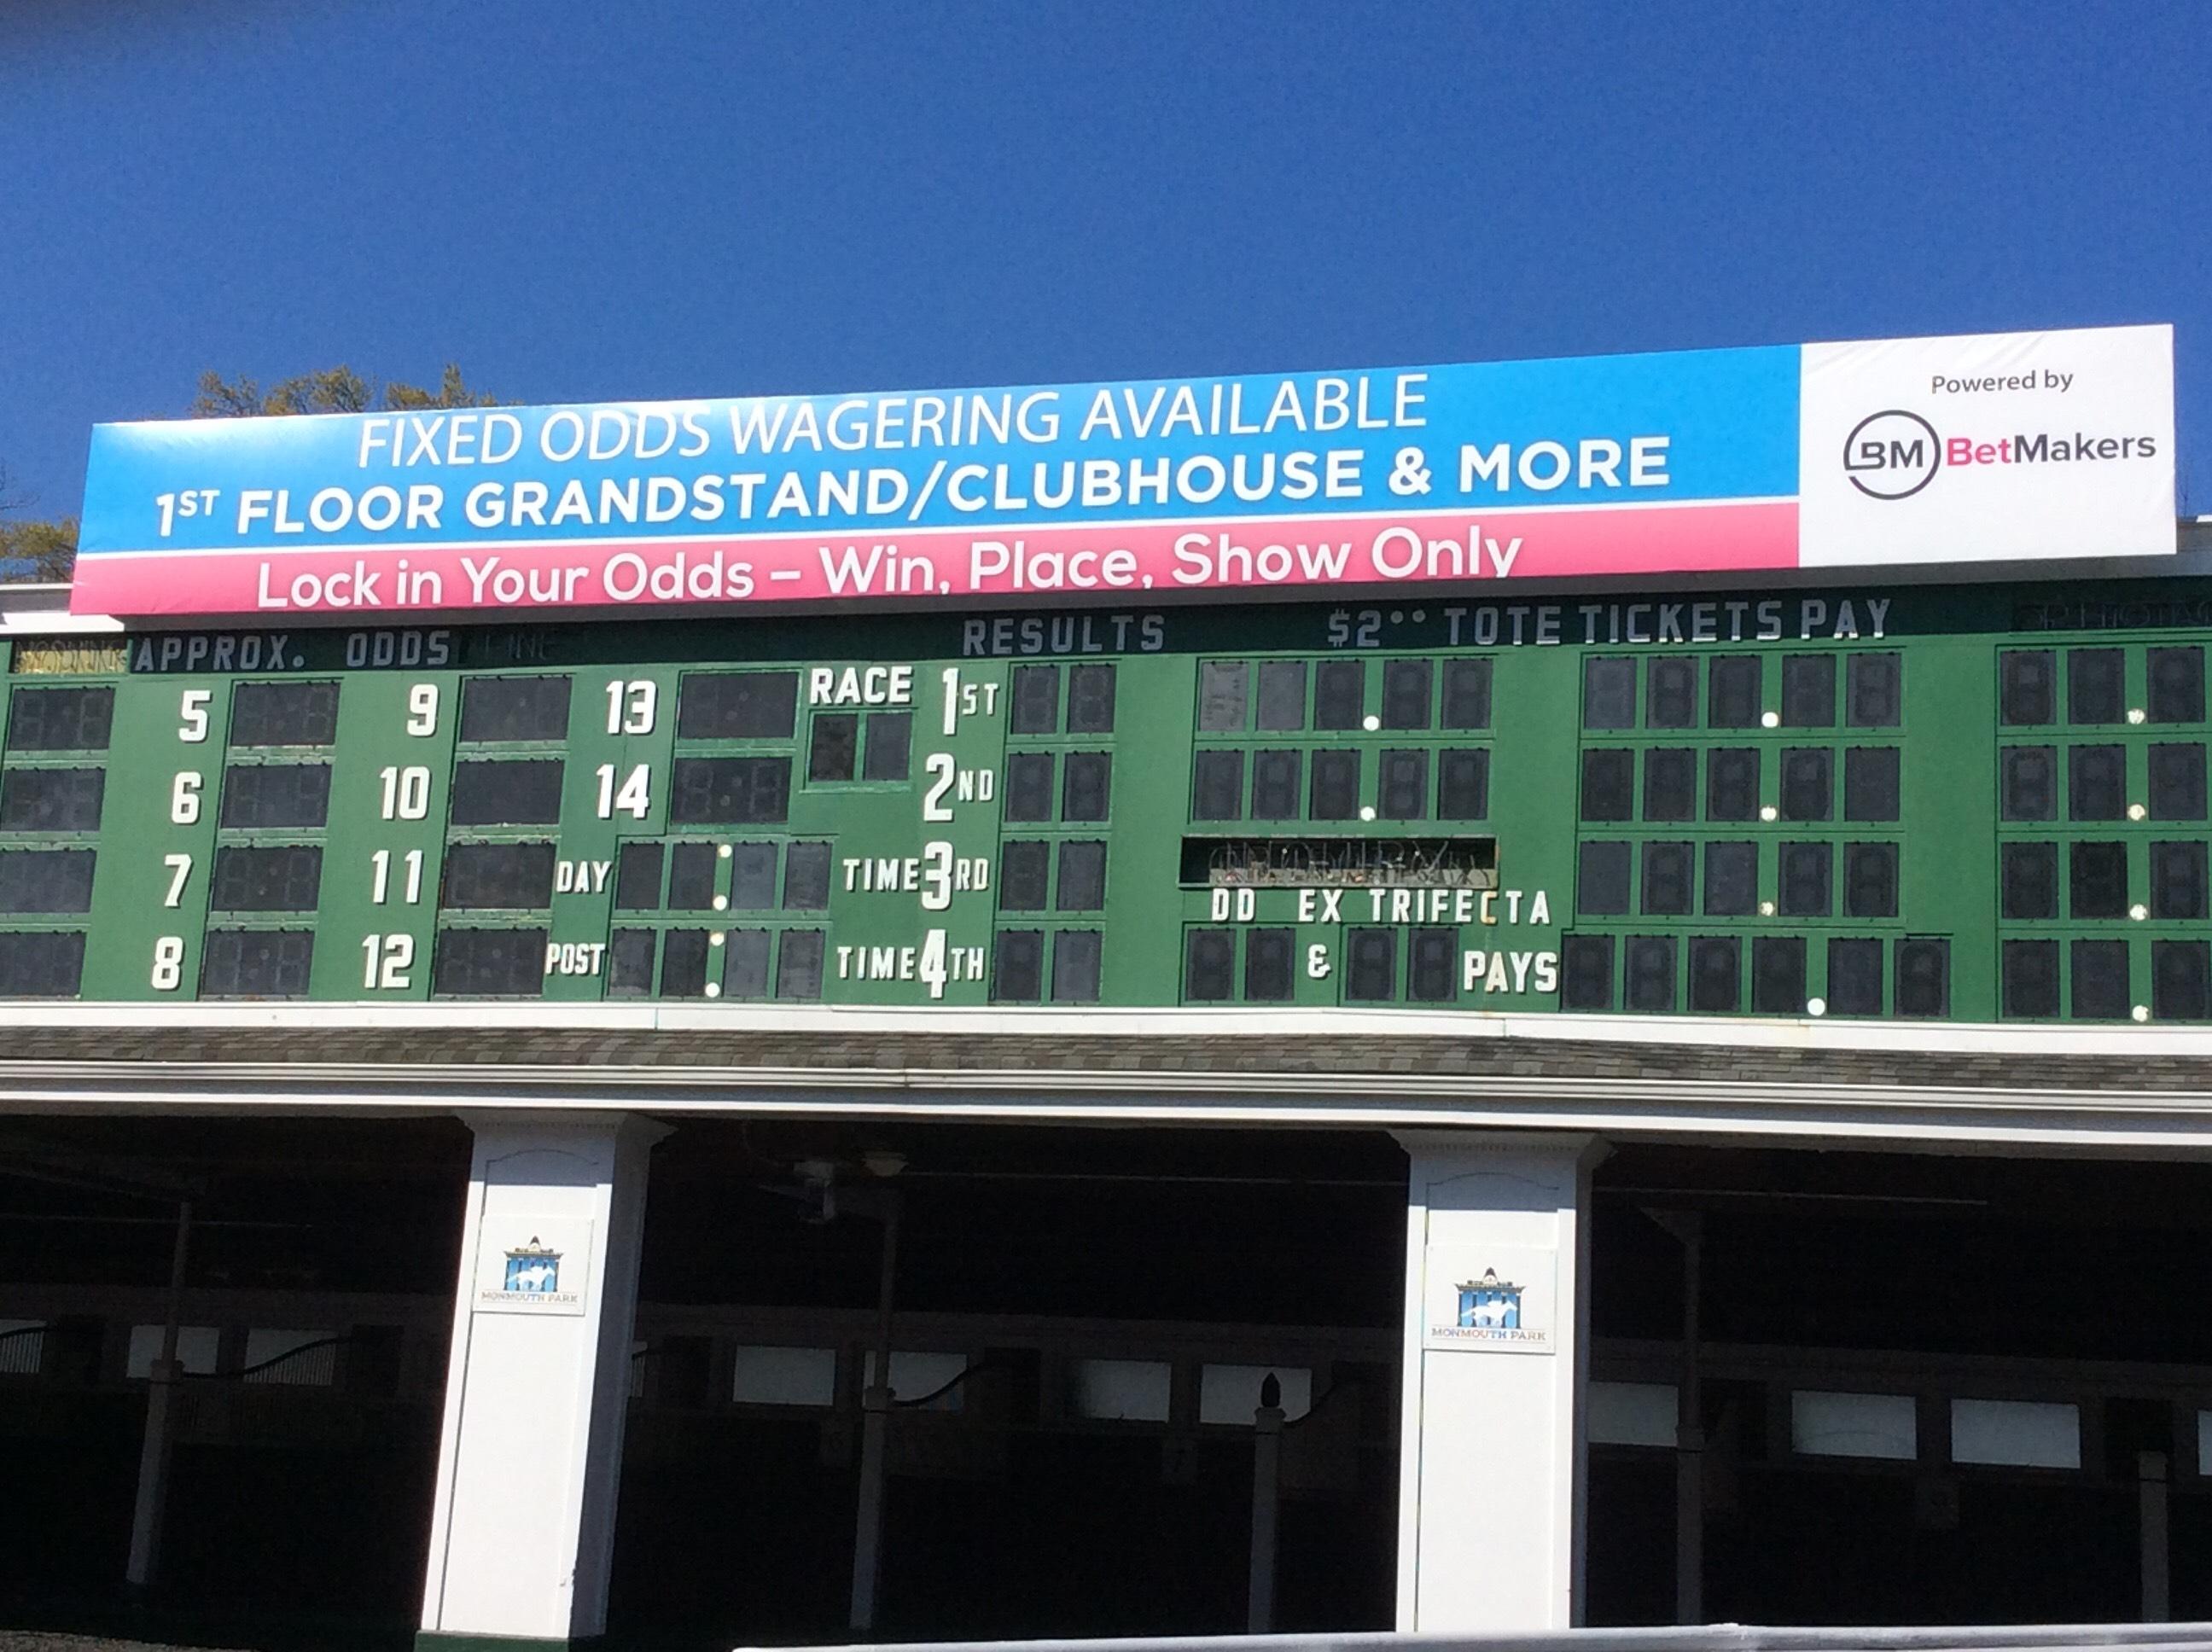 FIXED ODDS WAGERING AVAILABLE
1ST FLOOR GRANDSTAND/CLUBHOUSE & MORE
Lock in Your Odds – Win, Place, Show Only
Powered by
BM BetMakers
APPROX. ODDS
RESULTS
$2.00 TOTE TICKETS PAY
5 9 13 RACE 1ST
6 10 14 2ND
7 11 DAY TIME 3RD
DD EX TRIFECTA
8 12 POST TIME 4TH & PAYS
MONMOUTH PARK
MONMOUTH PARK